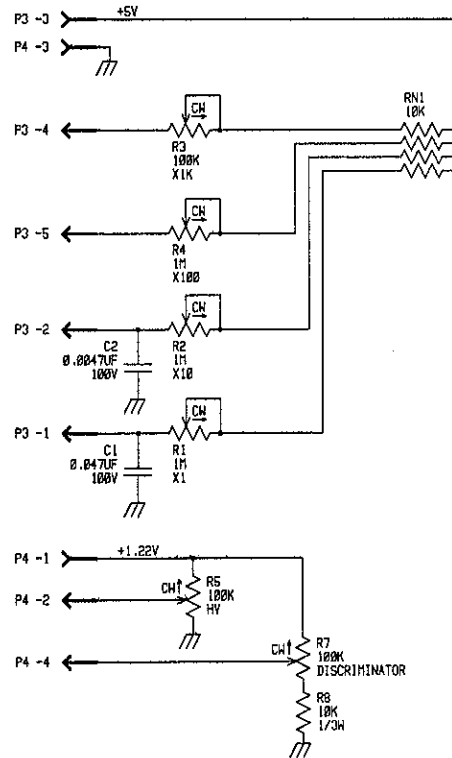 P3 -3 +5V
P4 -3
RN1
10K
P3 -4
CW
R3
100K
X1K
P3 -5
CW
R4
1M
X100
P3 -2
CW
C2
0.0047UF
100V
R2
1M
X10
P3 -1
CW
C1
0.047UF
100V
R1
1M
X1
P4 -1 +1.22V
P4 -2
CW
R5
100K
HV
P4 -4
CW
R7
100K
DISCRIMINATOR
R8
10K
1/3W